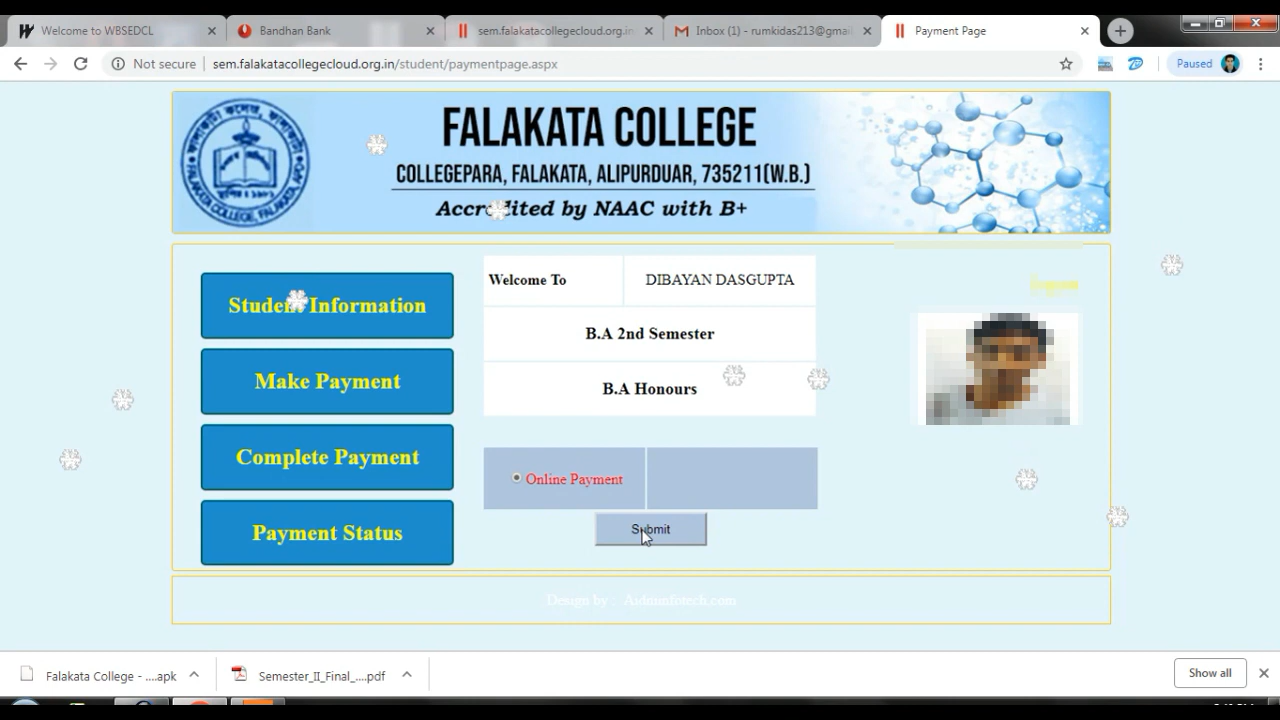 Welcome to WBSEDCL
Bandhan Bank
sem.falakatacollegecloud.org.in
Inbox (1) - rumkidas213@gmai
Payment Page
Not secure
sem.falakatacollegecloud.org.in/student/paymentpage.aspx
Paused
FALAKATA COLLEGE
COLLEGEPARA, FALAKATA, ALIPURDUAR, 735211(W.B.)
Accredited by NAAC with B+
Student Information
Make Payment
Complete Payment
Payment Status
Welcome To
DIBAYAN DASGUPTA
B.A 2nd Semester
B.A Honours
Online Payment
Submit
Design by :
Falakata College - ....apk
Semester_II_Final_....pdf
Show all